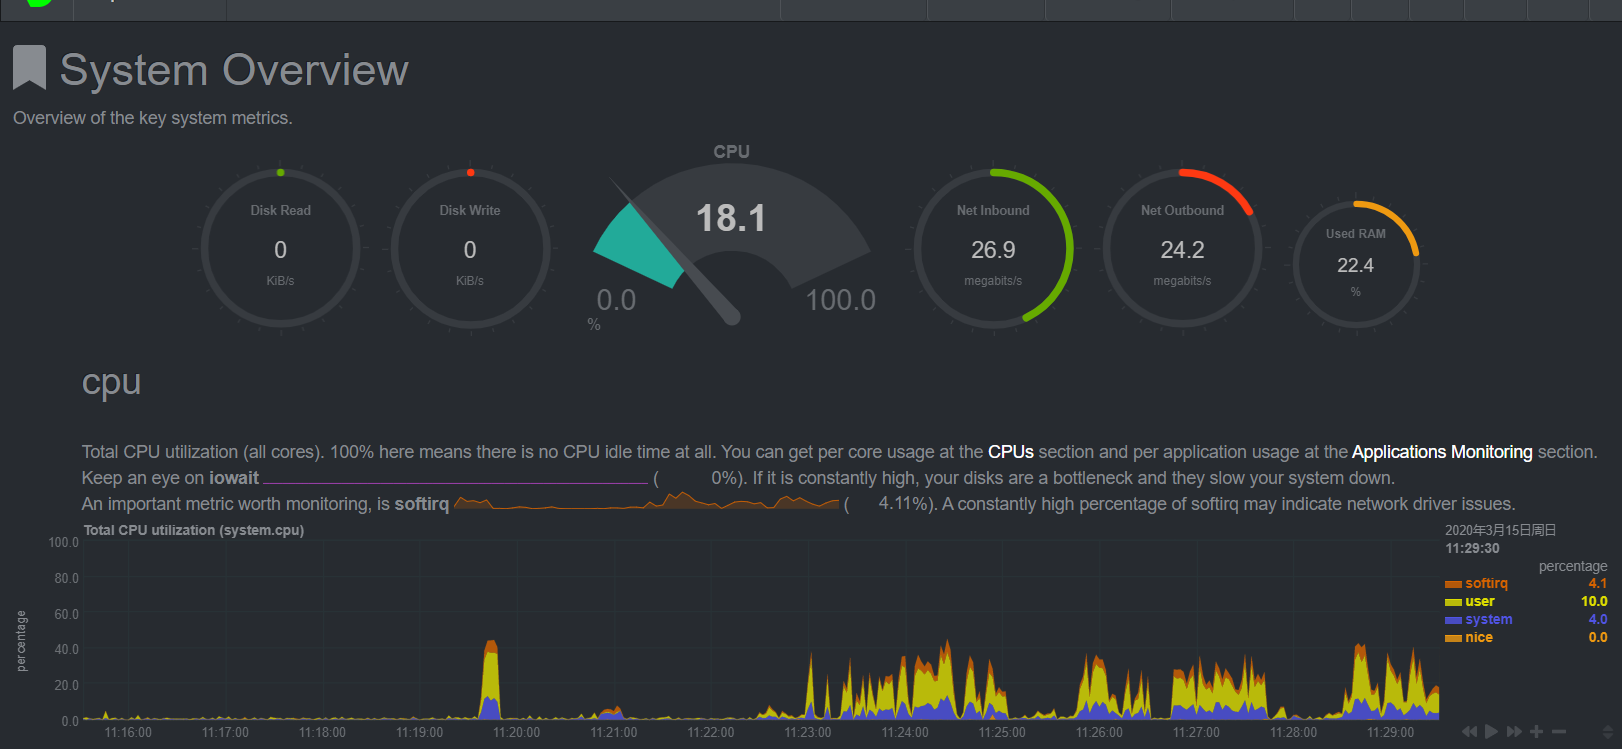 System Overview
Overview of the key system metrics.
CPU
Disk Read
0
KiB/s
Disk Write
0
KiB/s
18.1
0.0
100.0
%
Net Inbound
26.9
megabits/s
Net Outbound
24.2
megabits/s
Used RAM
22.4
%
cpu
Total CPU utilization (all cores). 100% here means there is no CPU idle time at all. You can get per core usage at the CPUs section and per application usage at the Applications Monitoring section.
Keep an eye on iowait ( 0%). If it is constantly high, your disks are a bottleneck and they slow your system down.
An important metric worth monitoring, is softirq ( 4.11%). A constantly high percentage of softirq may indicate network driver issues.
Total CPU utilization (system.cpu)
2020年3月15日周日
11:29:30
percentage
softirq 4.1
user 10.0
system 4.0
nice 0.0
percentage
100.0
80.0
60.0
40.0
20.0
0.0
11:16:00 11:17:00 11:18:00 11:19:00 11:20:00 11:21:00 11:22:00 11:23:00 11:24:00 11:25:00 11:26:00 11:27:00 11:28:00 11:29:00